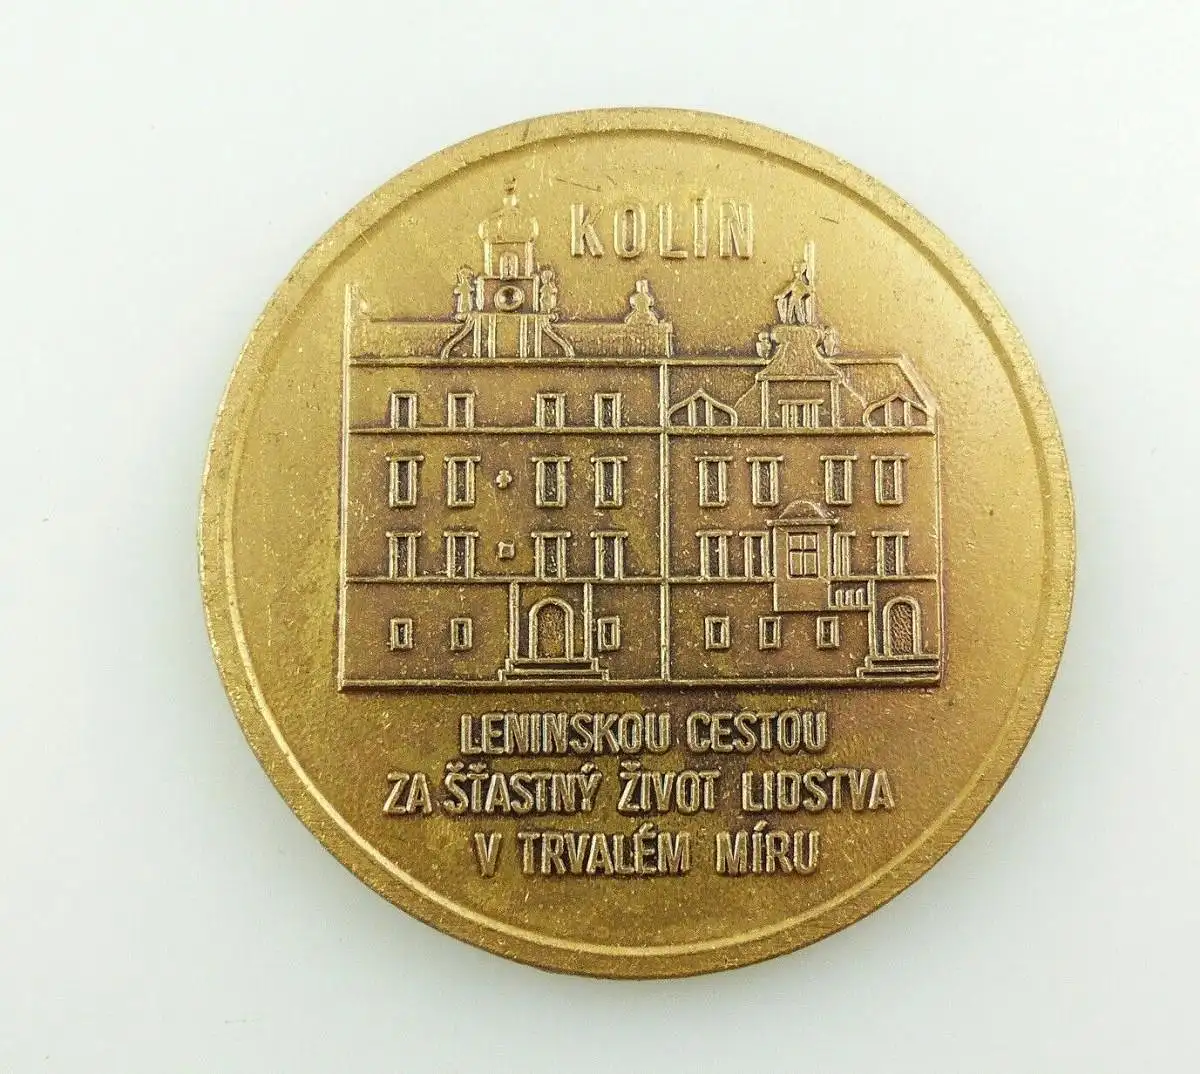 KOLÍN
LENINSKOU CESTOU
ZA ŠŤASTNÝ ŽIVOT LIDSTVA
V TRVALÉM MÍRU